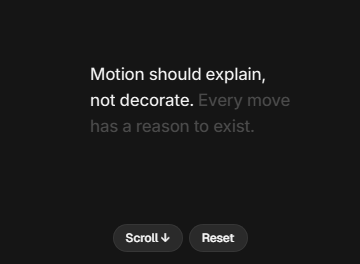 Motion should explain,
not decorate. Every move
has a reason to exist.
Scroll ↓
Reset